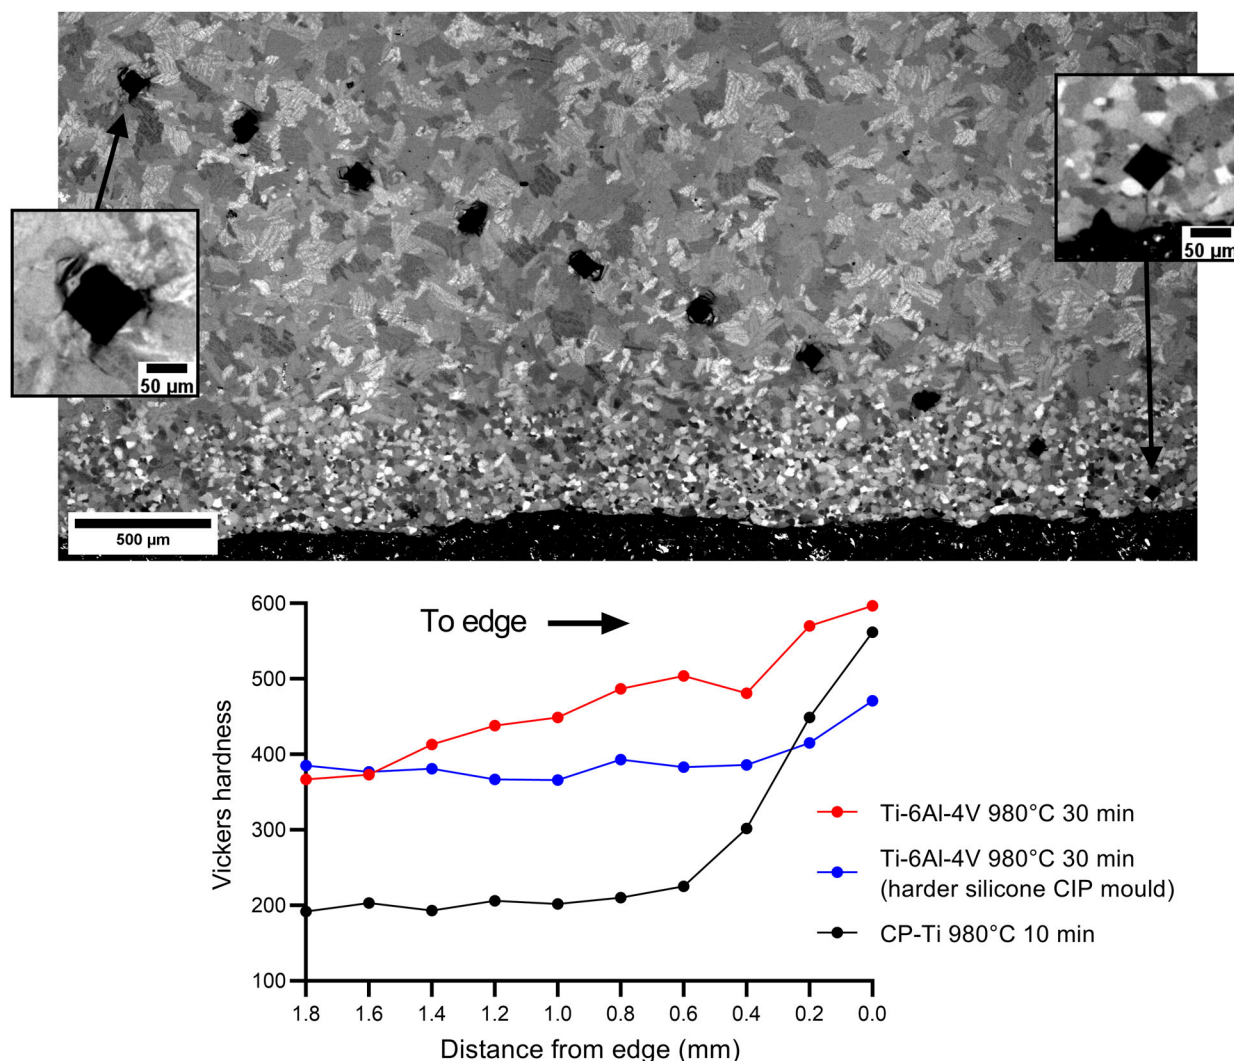 50 µm
50 µm
500 µm
600
500
400
300
200
100
Vickers hardness
To edge
Ti-6Al-4V 980°C 30 min
Ti-6Al-4V 980°C 30 min
(harder silicone CIP mould)
CP-Ti 980°C 10 min
1.8 1.6 1.4 1.2 1.0 0.8 0.6 0.4 0.2 0.0
Distance from edge (mm)